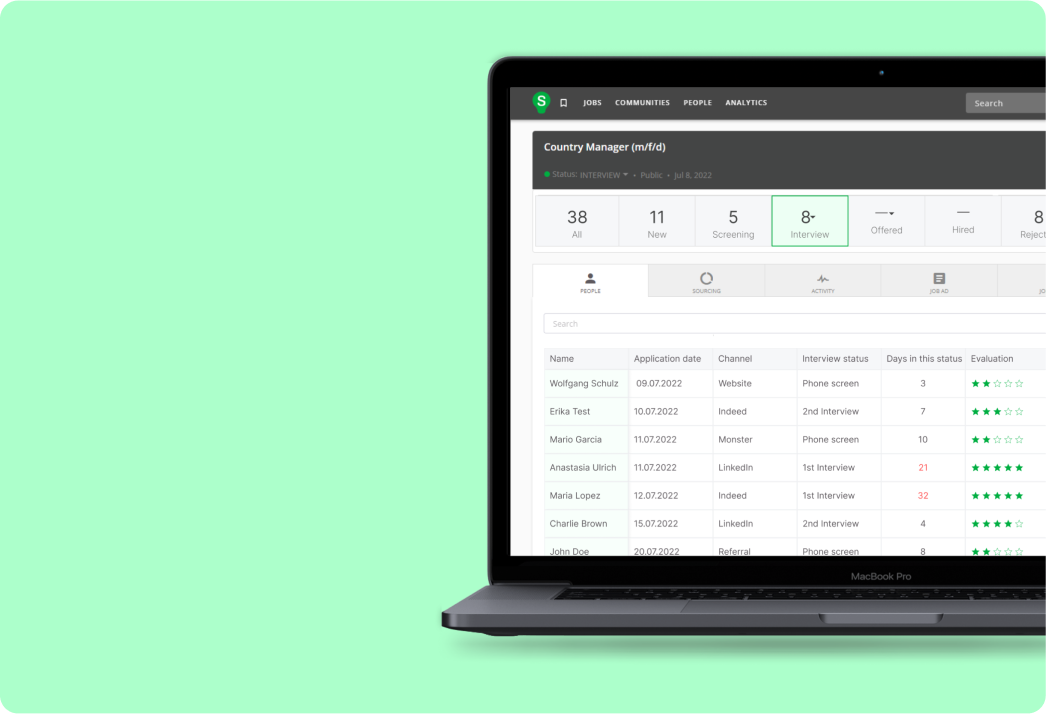 S JOBS COMMUNITIES PEOPLE ANALYTICS Search
Country Manager (m/f/d)
Status: INTERVIEW • Public • Jul 8, 2022
38 11 5 8 — — 8
All New Screening Interview Offered Hired Reject
PEOPLE SOURCING ACTIVITY JOB AD JO
Search
Name Application date Channel Interview status Days in this status Evaluation
Wolfgang Schulz 09.07.2022 Website Phone screen 3
Erika Test 10.07.2022 Indeed 2nd Interview 7
Mario Garcia 11.07.2022 Monster Phone screen 10
Anastasia Ulrich 11.07.2022 LinkedIn 1st Interview 21
Maria Lopez 12.07.2022 Indeed 1st Interview 32
Charlie Brown 15.07.2022 LinkedIn 2nd Interview 4
John Doe 20.07.2022 Referral Phone screen 8
MacBook Pro